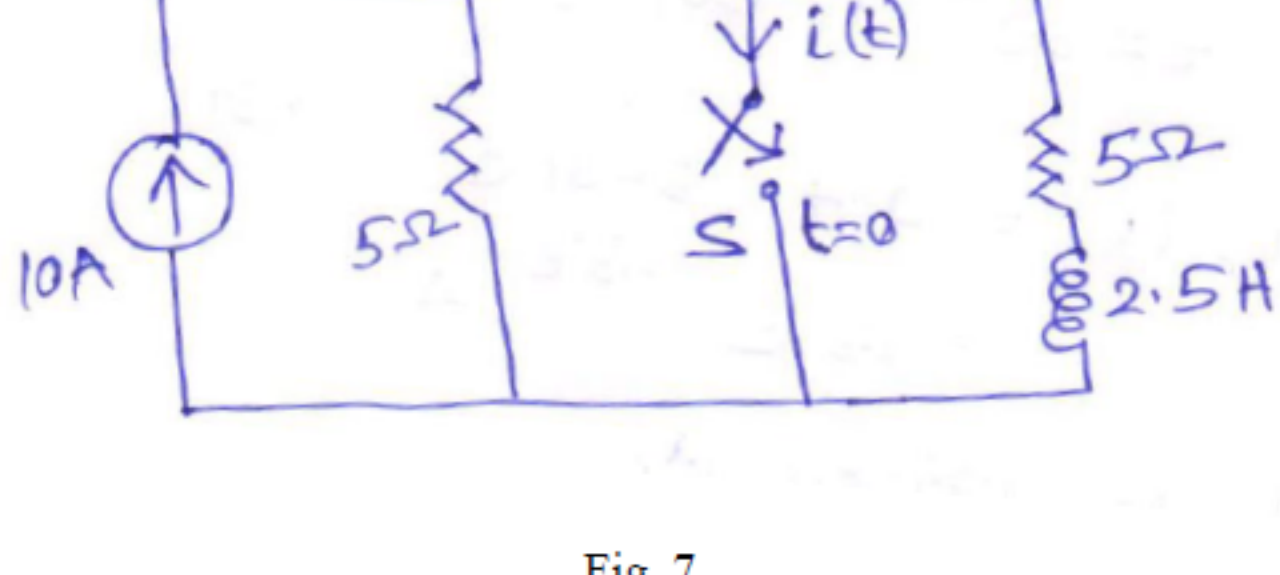 i(t)
5Ω
5Ω
S t=0
10A
2.5H
Fig. 7